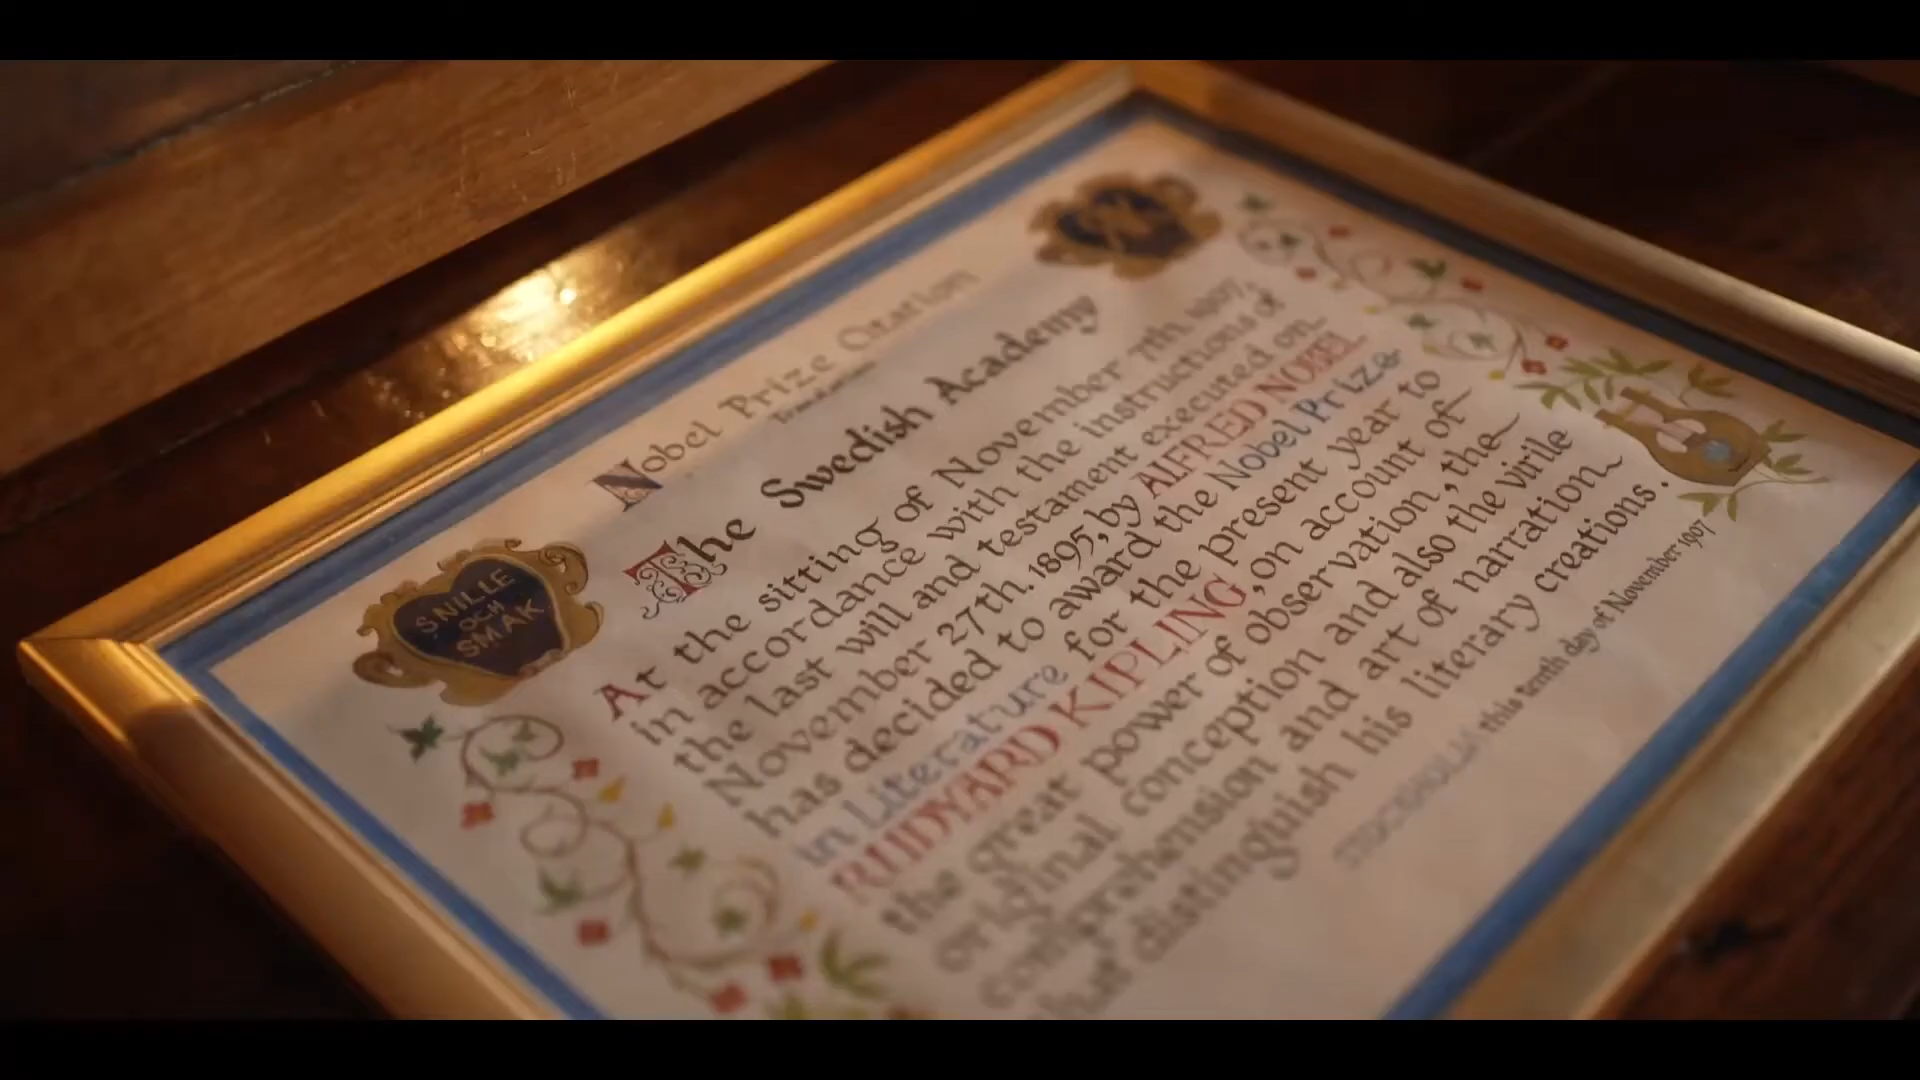 Nobel Prize
The Swedish Academy
SNILLE
OCH
SMAK
At the sitting of November 7th. 1907,
in accordance with the instructions of
the last will and testament executed on
November 27th. 1895, by ALFRED NOBEL
has decided to award the Nobel Prize
in Literature for the present year to
RUDYARD KIPLING, on account of
the great power of observation, the
original conception and also the virile
comprehension and art of narration
that distinguish his literary creations.
STOCKHOLM this tenth day of November 1907